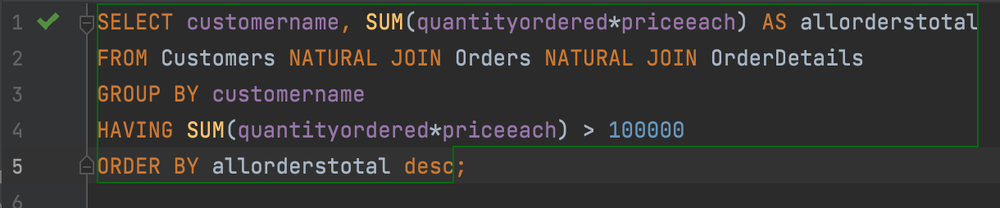 1 SELECT customername, SUM(quantityordered*priceeach) AS allorderstotal
2 FROM Customers NATURAL JOIN Orders NATURAL JOIN OrderDetails
3 GROUP BY customername
4 HAVING SUM(quantityordered*priceeach) > 100000
5 ORDER BY allorderstotal desc;
6